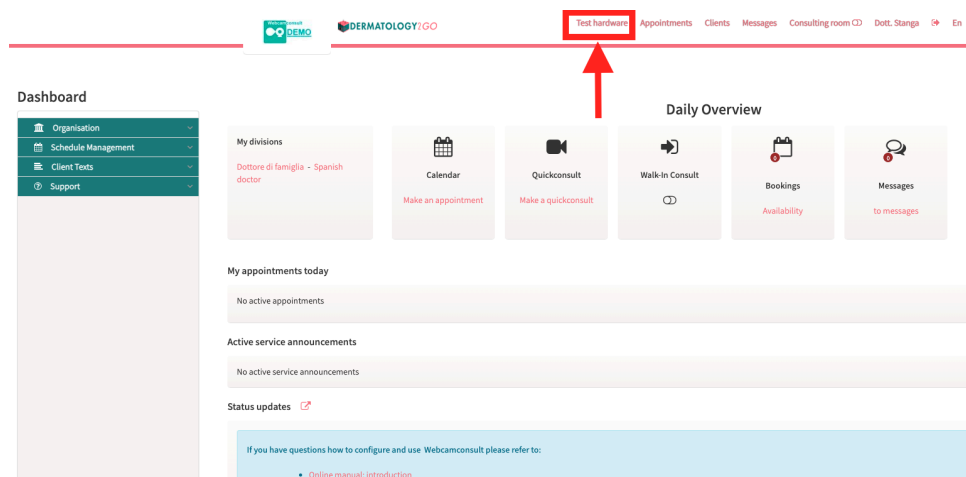 Webcamconsult
DEMO
DERMATOLOGY2GO
Test hardware Appointments Clients Messages Consulting room Dott. Stanga En
Dashboard
Organisation
Schedule Management
Client Texts
Support
Daily Overview
My divisions
Dottore di famiglia - Spanish
doctor
Calendar
Make an appointment
Quickconsult
Make a quickconsult
Walk-In Consult
0
Bookings
Availability
0
Messages
to messages
My appointments today
No active appointments
Active service announcements
No active service announcements
Status updates
If you have questions how to configure and use Webcamconsult please refer to:
• Online manual: introduction